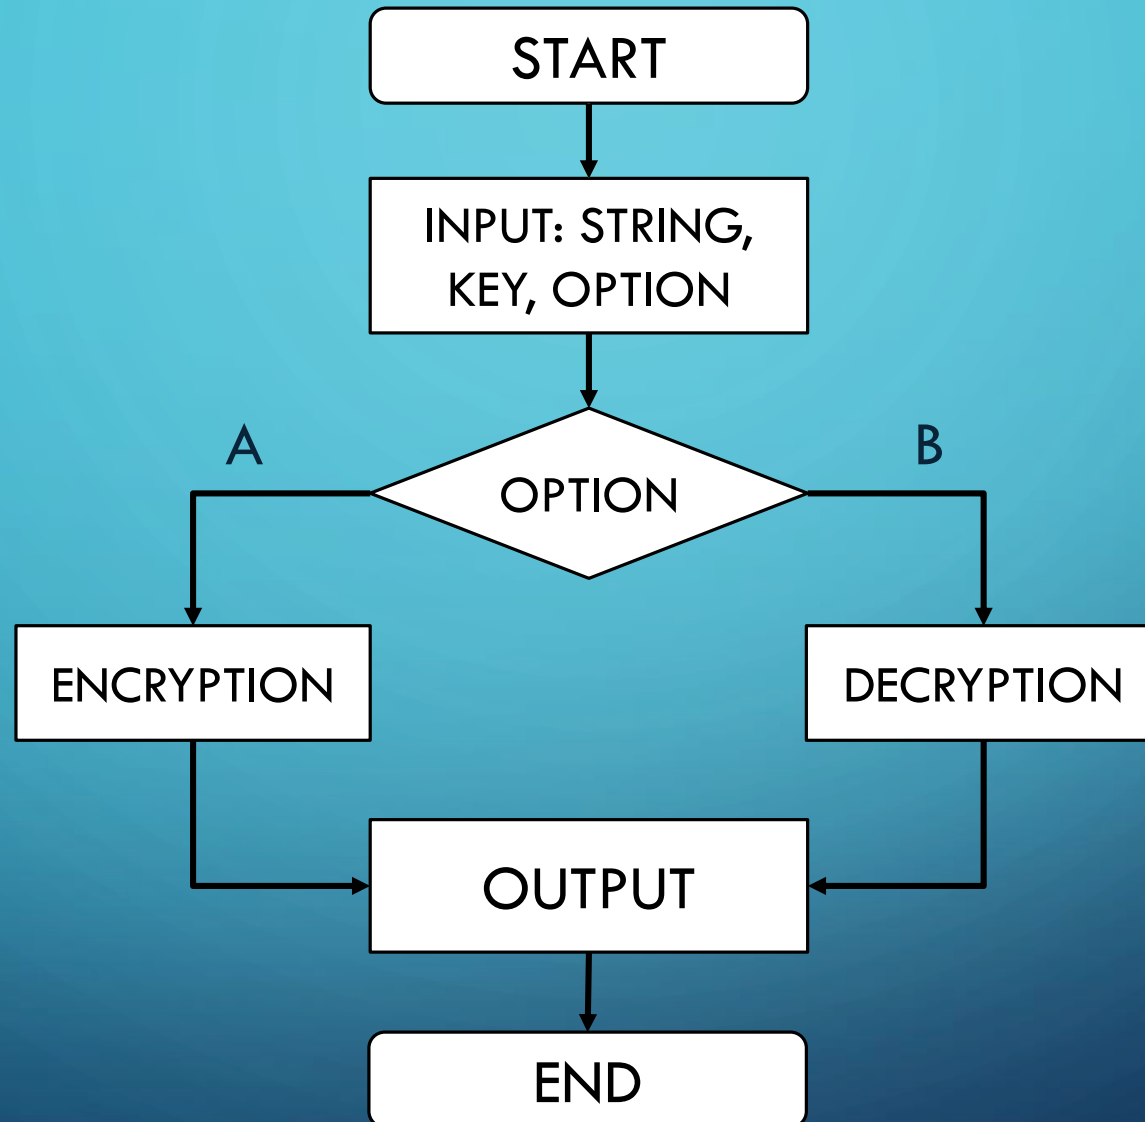 START
INPUT: STRING,
KEY, OPTION
A
B
OPTION
ENCRYPTION
DECRYPTION
OUTPUT
END